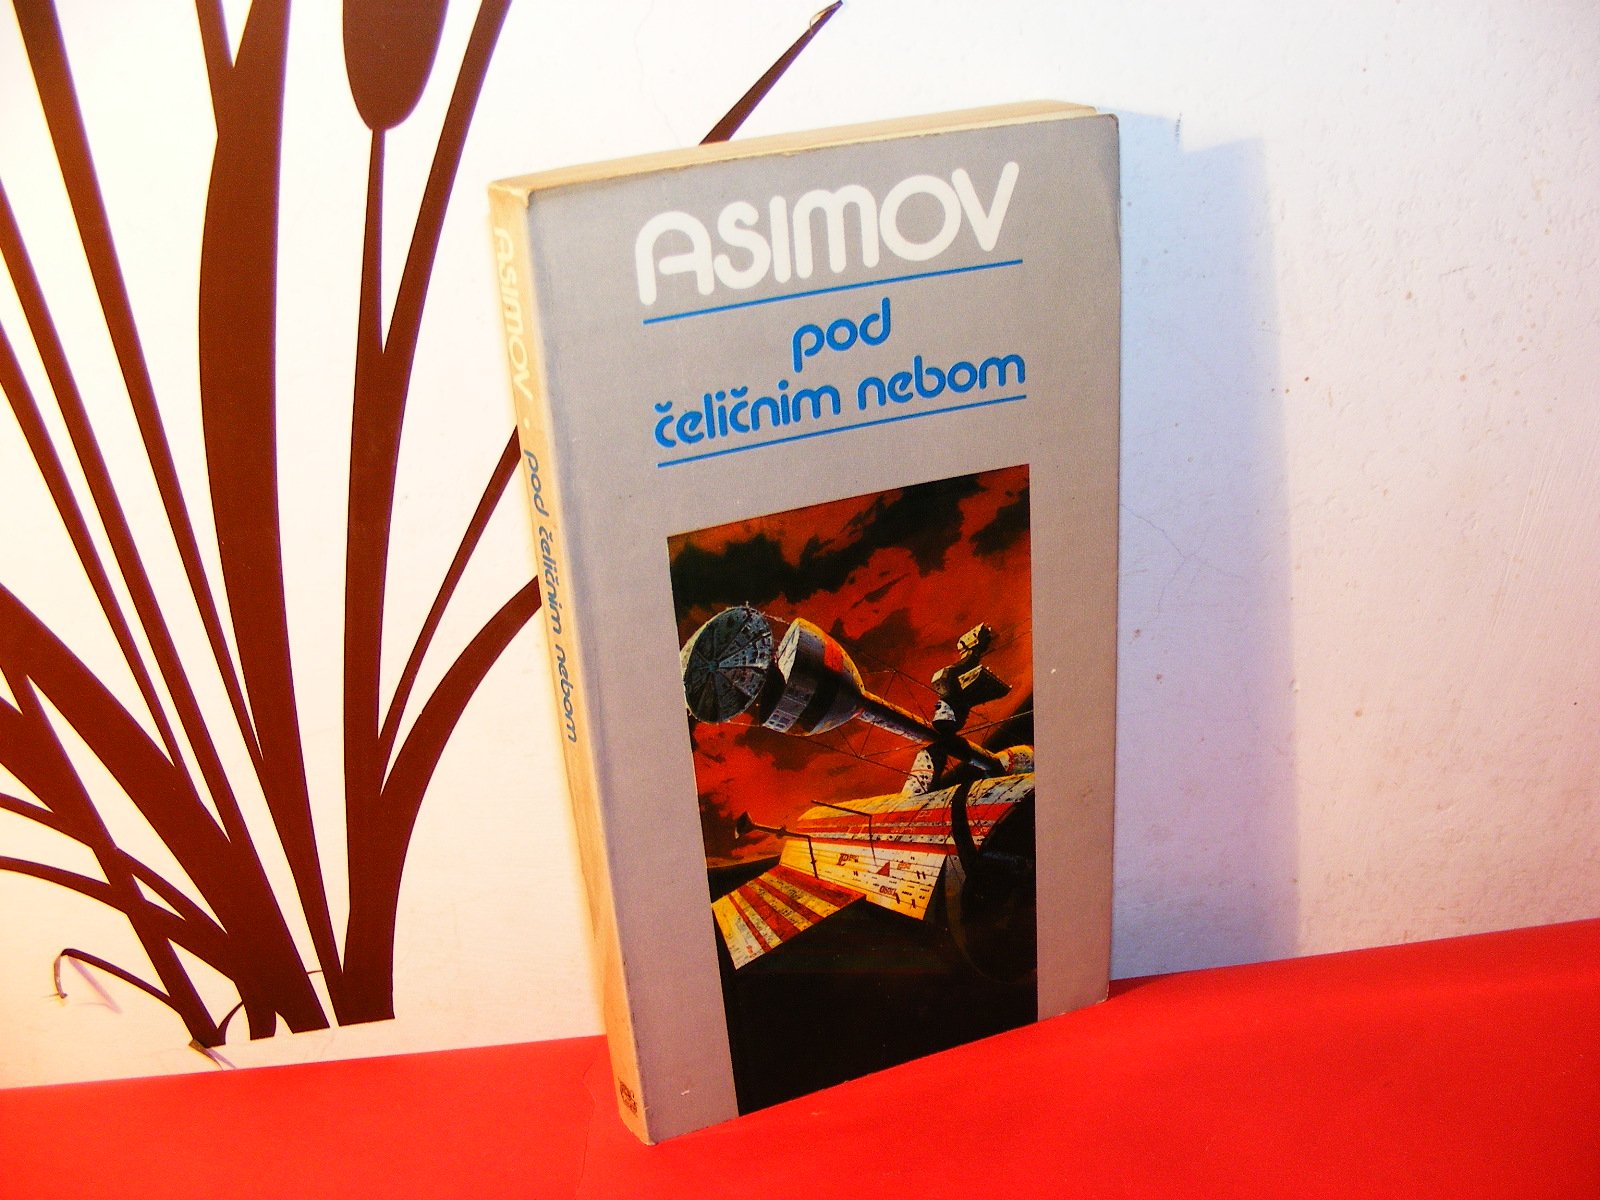 ASIMOV
pod
čeličnim nebom
ASIMOV · pod čeličnim nebom